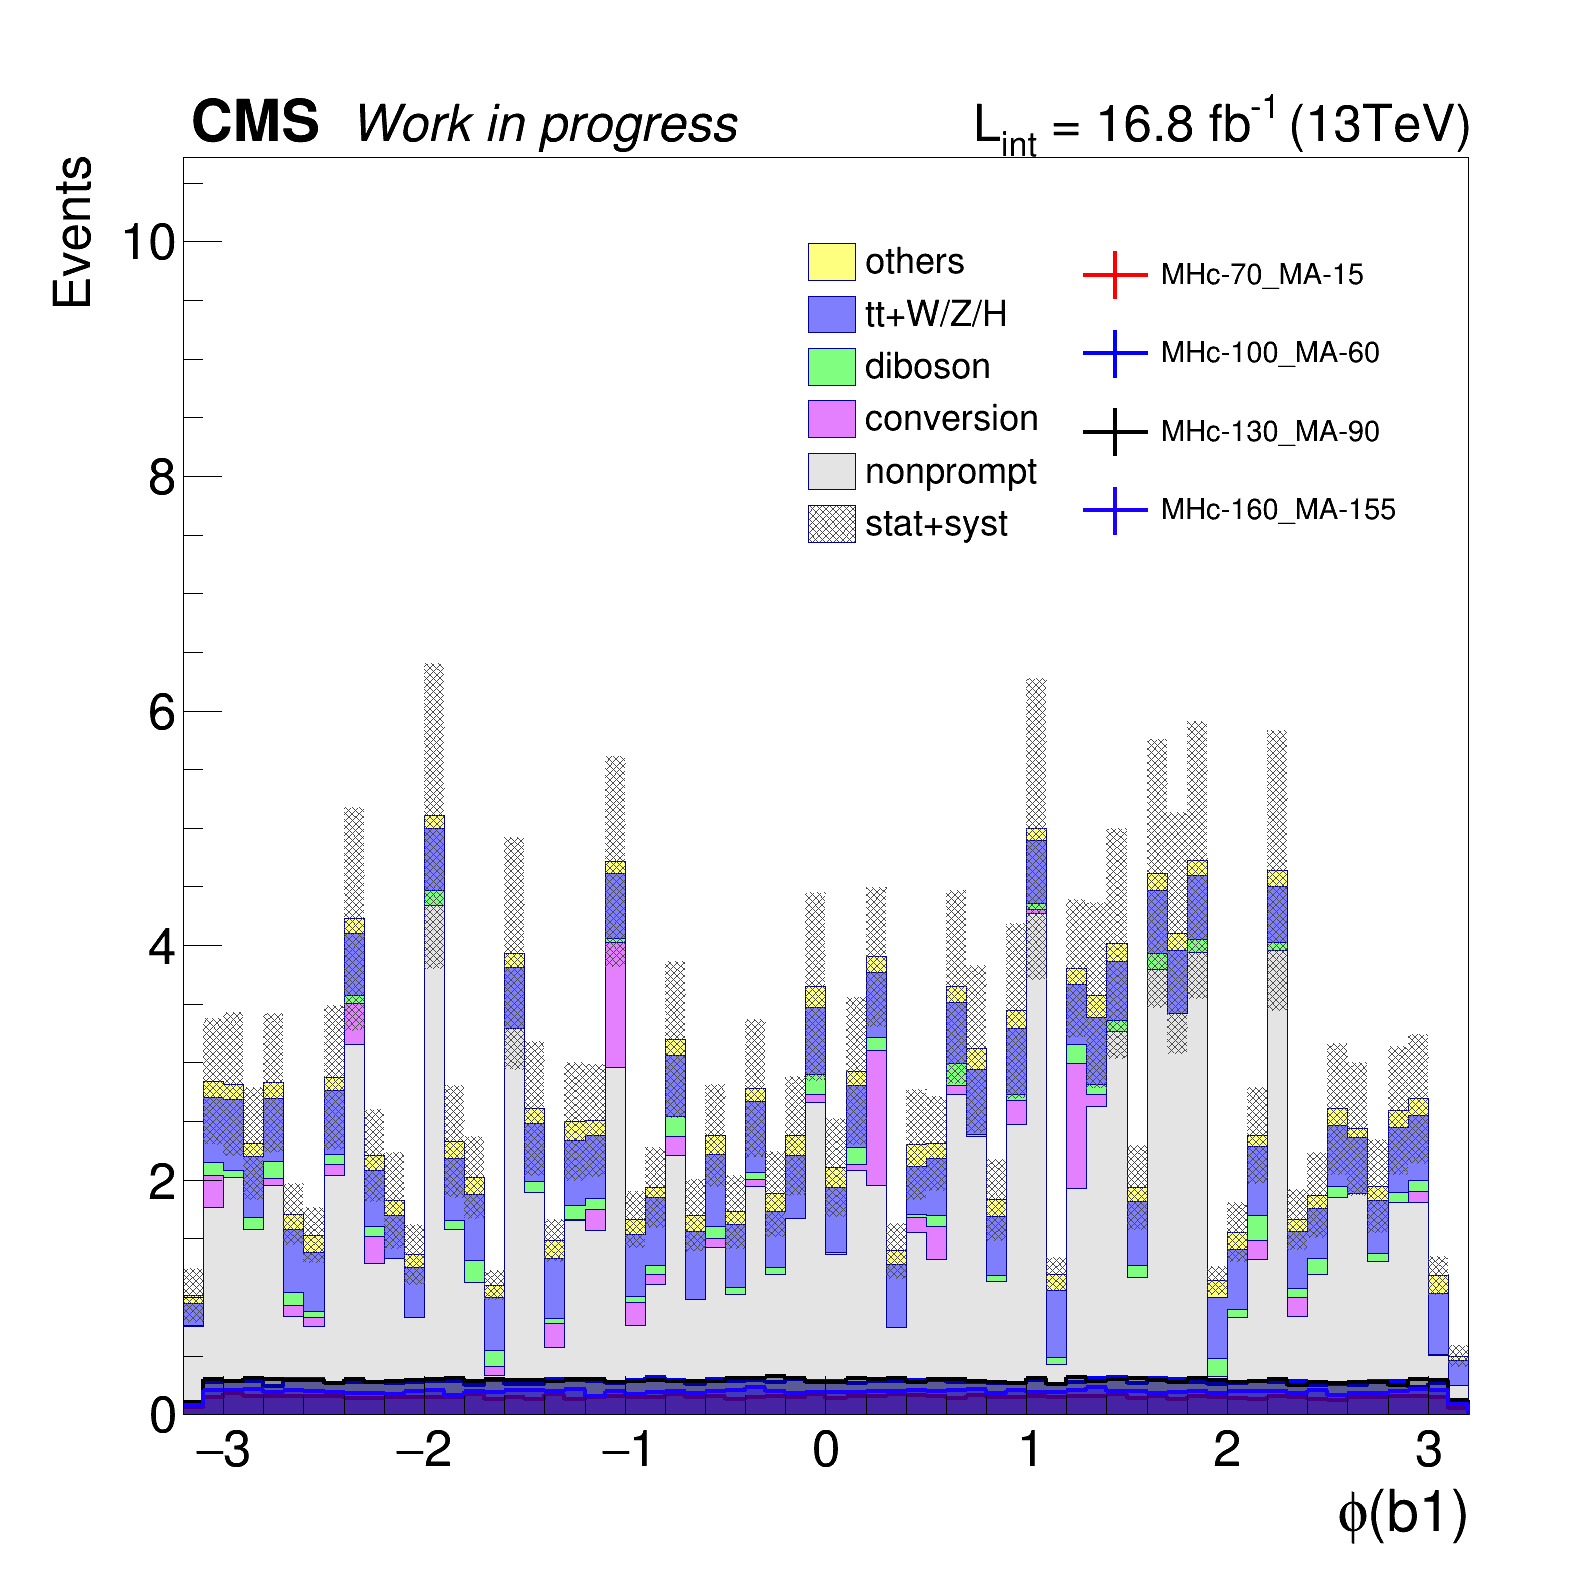 CMS Work in progress
L_int = 16.8 fb^-1 (13TeV)
Events
others
tt+W/Z/H
diboson
conversion
nonprompt
stat+syst
MHc-70_MA-15
MHc-100_MA-60
MHc-130_MA-90
MHc-160_MA-155
10
8
6
4
2
0
−3 −2 −1 0 1 2 3
ϕ(b1)